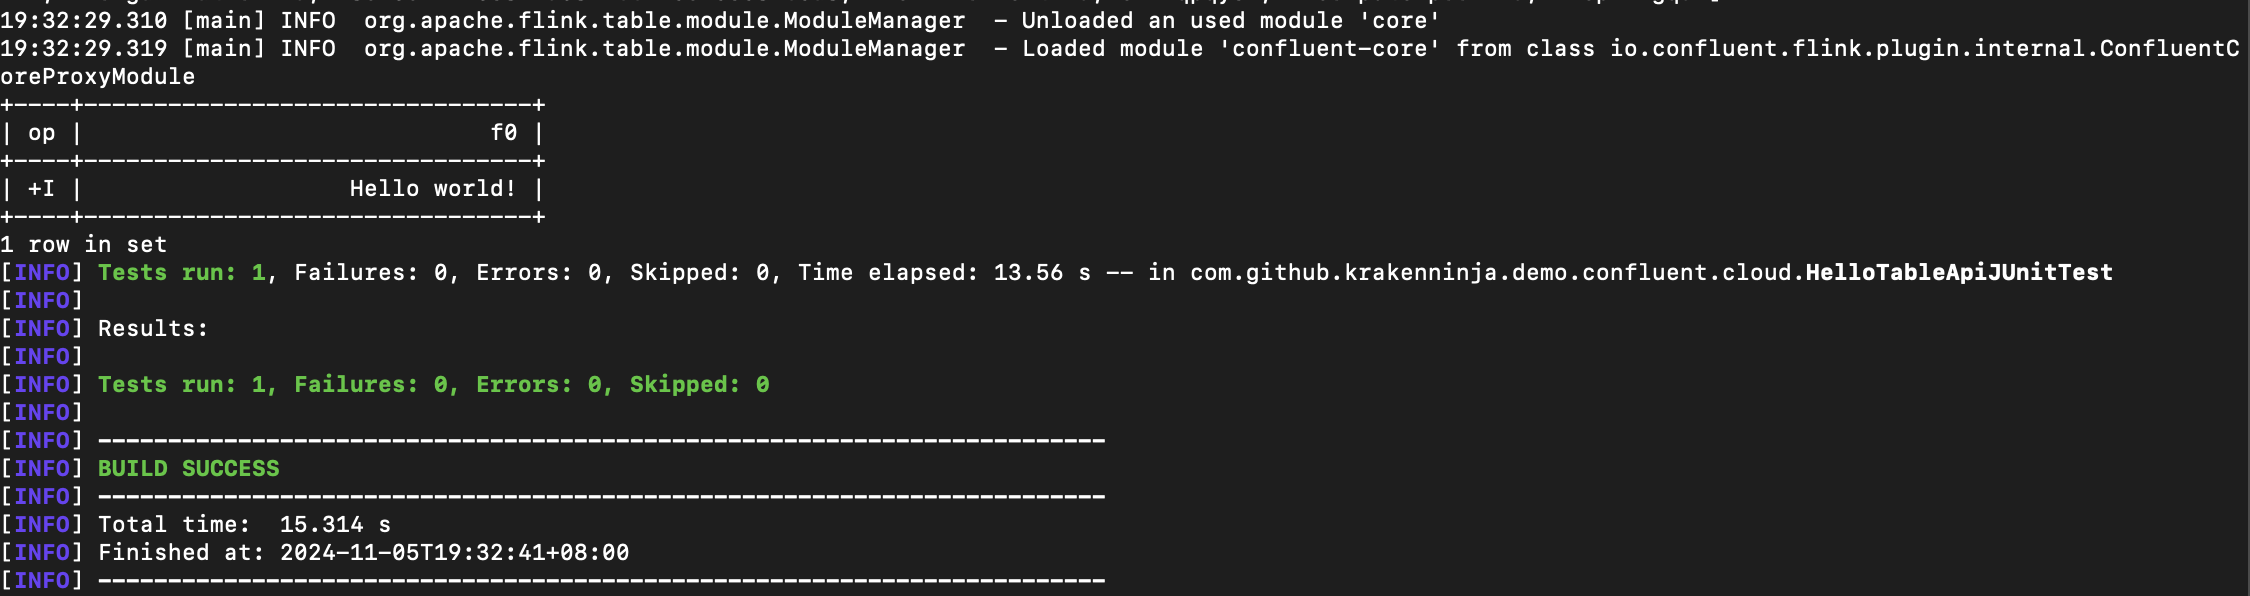 19:32:29.310 [main] INFO  org.apache.flink.table.module.ModuleManager  - Unloaded an used module 'core'
19:32:29.319 [main] INFO  org.apache.flink.table.module.ModuleManager  - Loaded module 'confluent-core' from class io.confluent.flink.plugin.internal.ConfluentC
oreProxyModule
+----+--------------------------------+
| op |                             f0 |
+----+--------------------------------+
| +I |                   Hello world! |
+----+--------------------------------+
1 row in set
[INFO] Tests run: 1, Failures: 0, Errors: 0, Skipped: 0, Time elapsed: 13.56 s -- in com.github.krakenninja.demo.confluent.cloud.HelloTableApiJUnitTest
[INFO]
[INFO] Results:
[INFO]
[INFO] Tests run: 1, Failures: 0, Errors: 0, Skipped: 0
[INFO]
[INFO] ------------------------------------------------------------------------
[INFO] BUILD SUCCESS
[INFO] ------------------------------------------------------------------------
[INFO] Total time:  15.314 s
[INFO] Finished at: 2024-11-05T19:32:41+08:00
[INFO] ------------------------------------------------------------------------